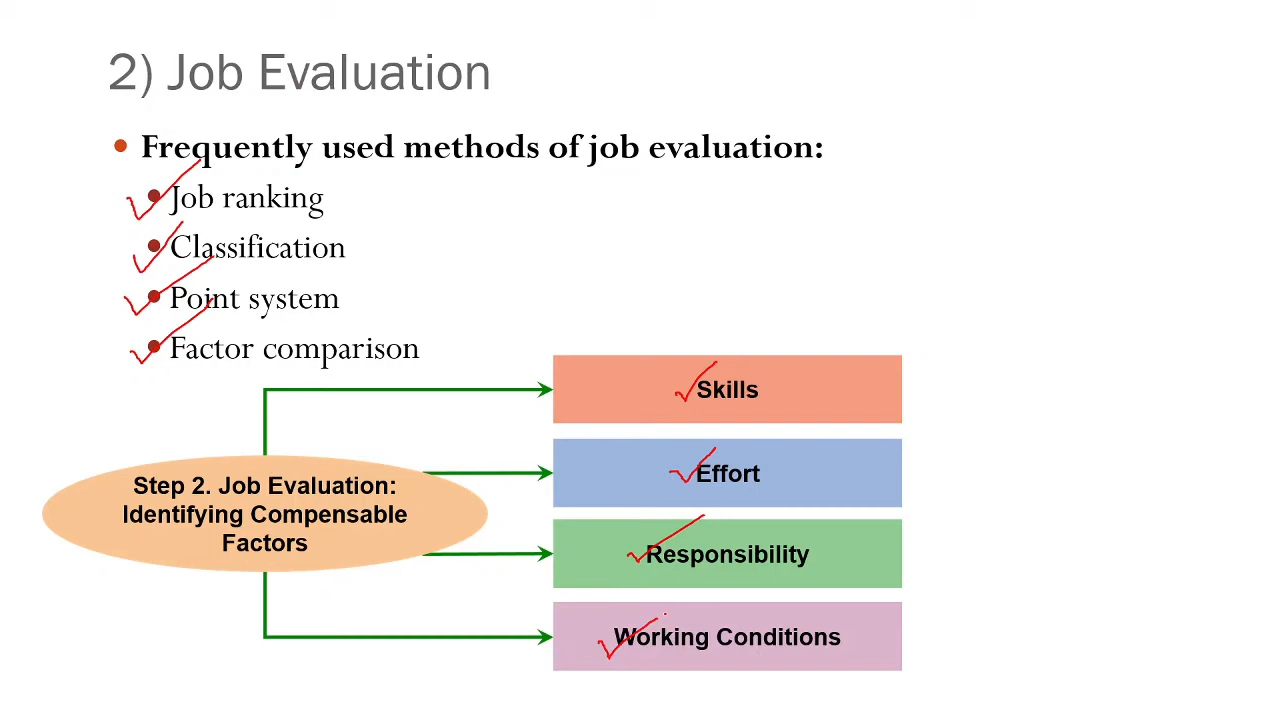 2) Job Evaluation
• Frequently used methods of job evaluation:
• Job ranking
• Classification
• Point system
• Factor comparison
Step 2. Job Evaluation:
Identifying Compensable
Factors
Skills
Effort
Responsibility
Working Conditions